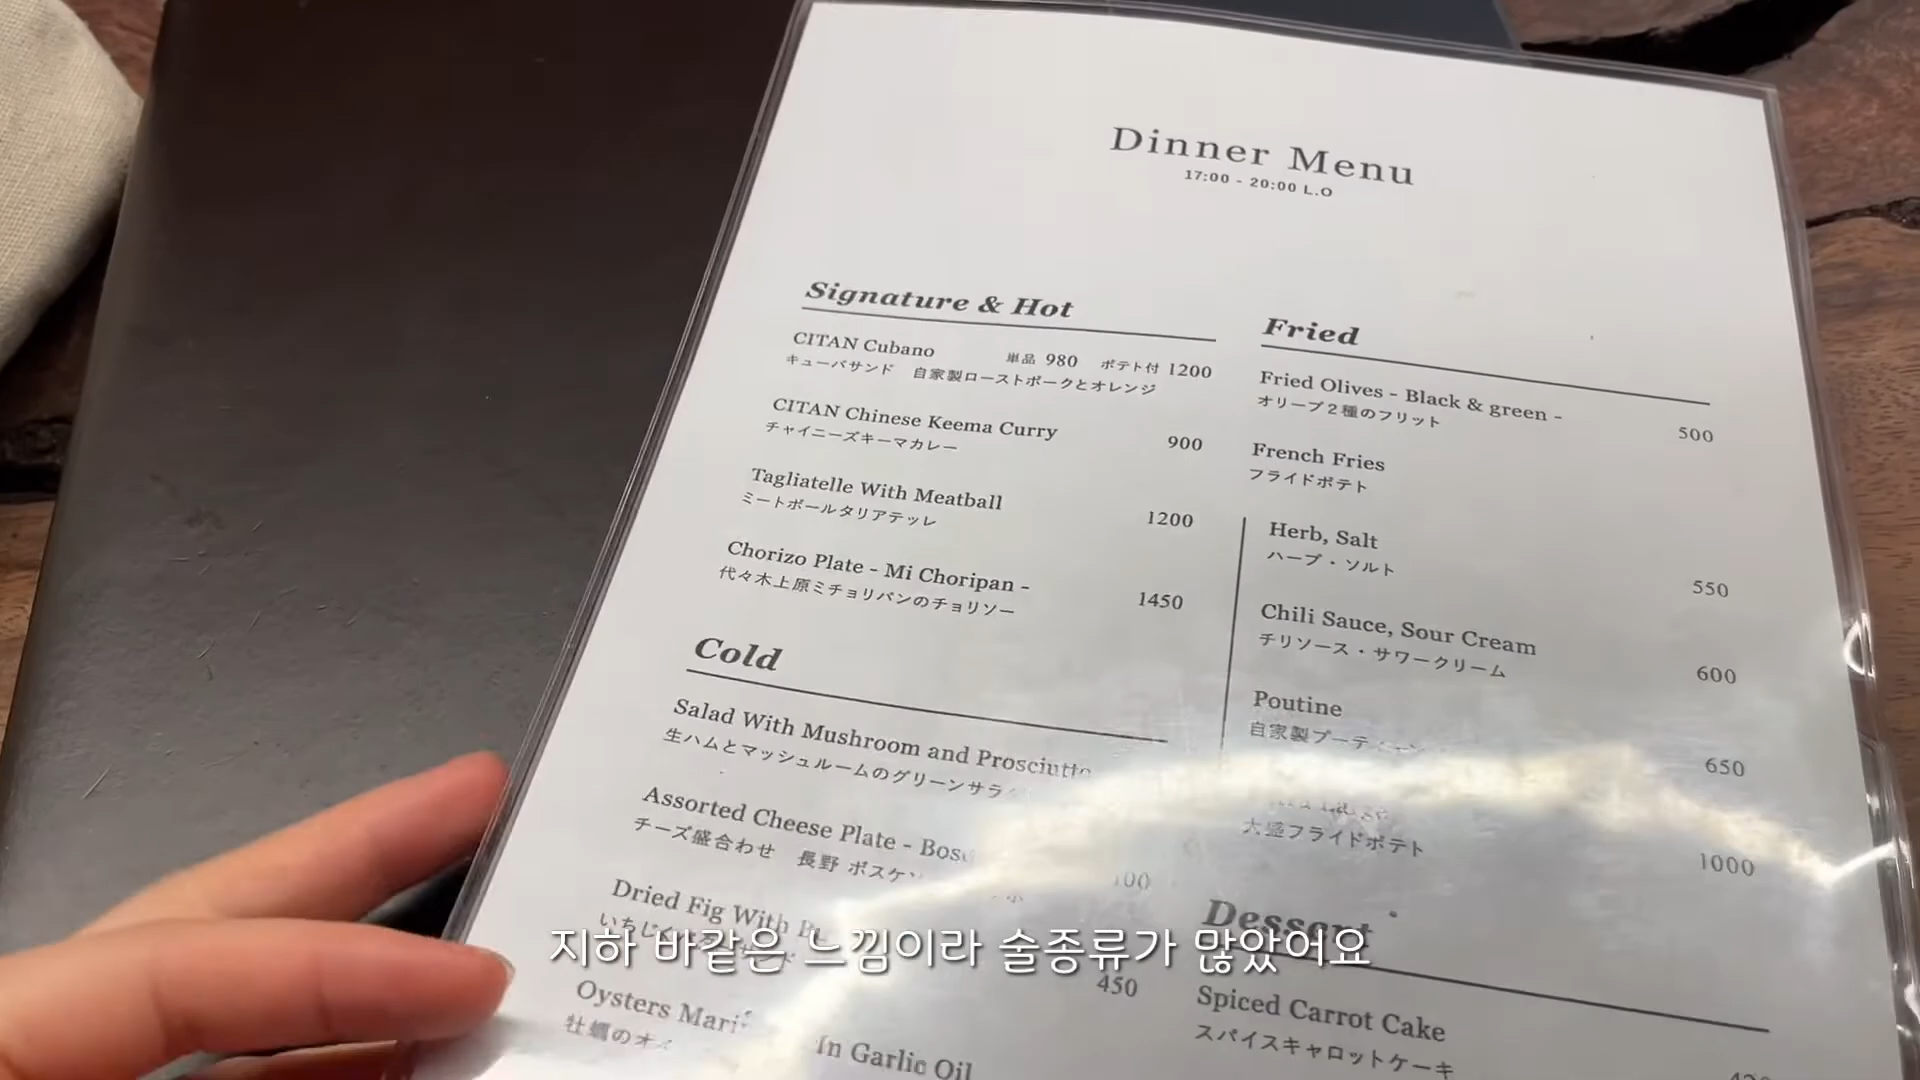 Dinner Menu
17:00 - 20:00 L.O
Signature & Hot
CITAN Cubano 単品 980 ポテト付 1200
キューバサンド 自家製ローストポークとオレンジ
CITAN Chinese Keema Curry 900
チャイニーズキーマカレー
Tagliatelle With Meatball 1200
ミートボールタリアテッレ
Chorizo Plate - Mi Choripan - 1450
代々木上原ミチョリパンのチョリソー
Cold
Salad With Mushroom and Prosciutto
生ハムとマッシュルームのグリーンサラ
Assorted Cheese Plate -
チーズ盛合わせ 長野 ボスケ
Dried Fig With
450
Oysters In Garlic Oil
牡蠣の
Fried
Fried Olives - Black & green - 500
オリーブ2種のフリット
French Fries
フライドポテト
Herb, Salt 550
ハーブ・ソルト
Chili Sauce, Sour Cream 600
チリソース・サワークリーム
Poutine 650
自家製プーティーン
大盛フライドポテト 1000
Dessert
Spiced Carrot Cake
スパイスキャロットケーキ
지하 바같은 느낌이라 술종류가 많았어요